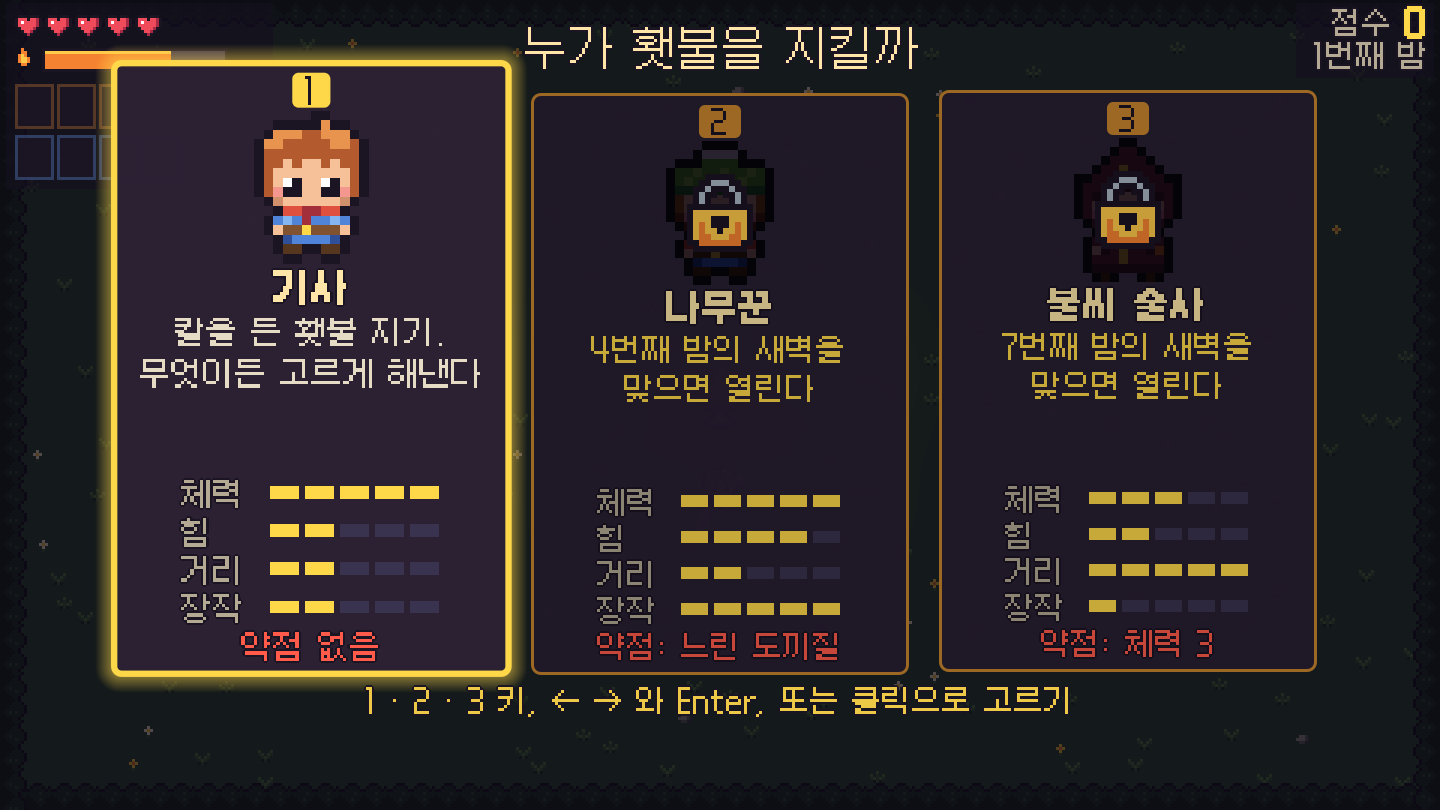 누가 횃불을 지킬까
점수 0
1번째 밤
1
기사
칼을 든 횃불 지기.
무엇이든 고르게 해낸다
체력
힘
거리
장작
약점 없음
2
나무꾼
4번째 밤의 새벽을
맞으면 열린다
체력
힘
거리
장작
약점: 느린 도끼질
3
불씨 술사
7번째 밤의 새벽을
맞으면 열린다
체력
힘
거리
장작
약점: 체력 3
1 · 2 · 3 키, ← → 와 Enter, 또는 클릭으로 고르기